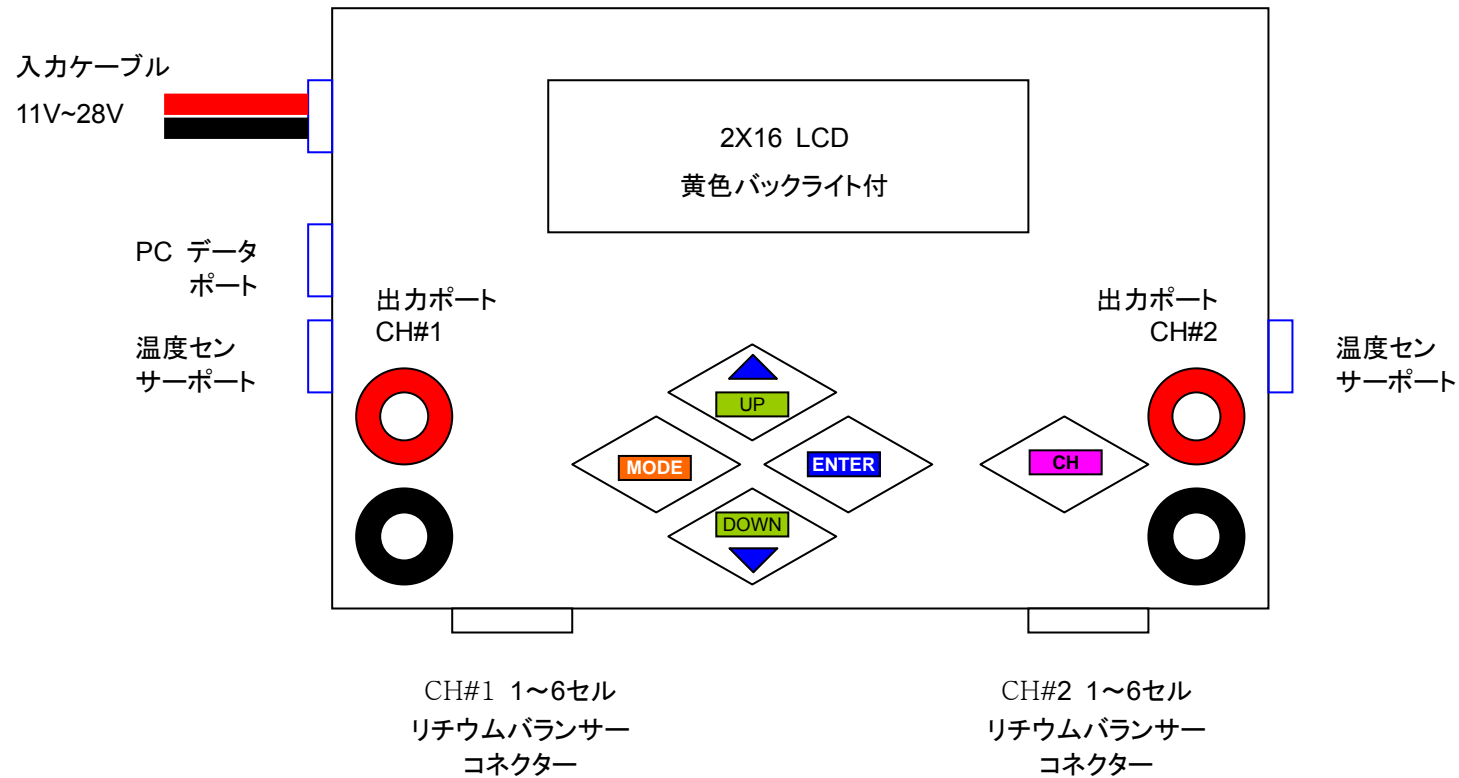 入力ケーブル
11V~28V
2X16 LCD
黄色バックライト付
PC データ
ポート
出力ポート
CH#1
出力ポート
CH#2
温度セン
サーポート
温度セン
サーポート
UP
MODE
ENTER
CH
DOWN
CH#1 1～6セル
リチウムバランサー
コネクター
CH#2 1～6セル
リチウムバランサー
コネクター